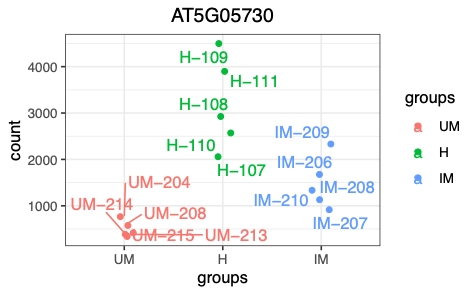 AT5G05730
count
4000
3000
2000
1000
H−109
H−111
H−108
H−110
H−107
IM−209
IM−206
IM−208
IM−210
IM−207
UM−204
UM−214
UM−208
UM−215
UM−213
UM
H
IM
groups
groups
a UM
a H
a IM